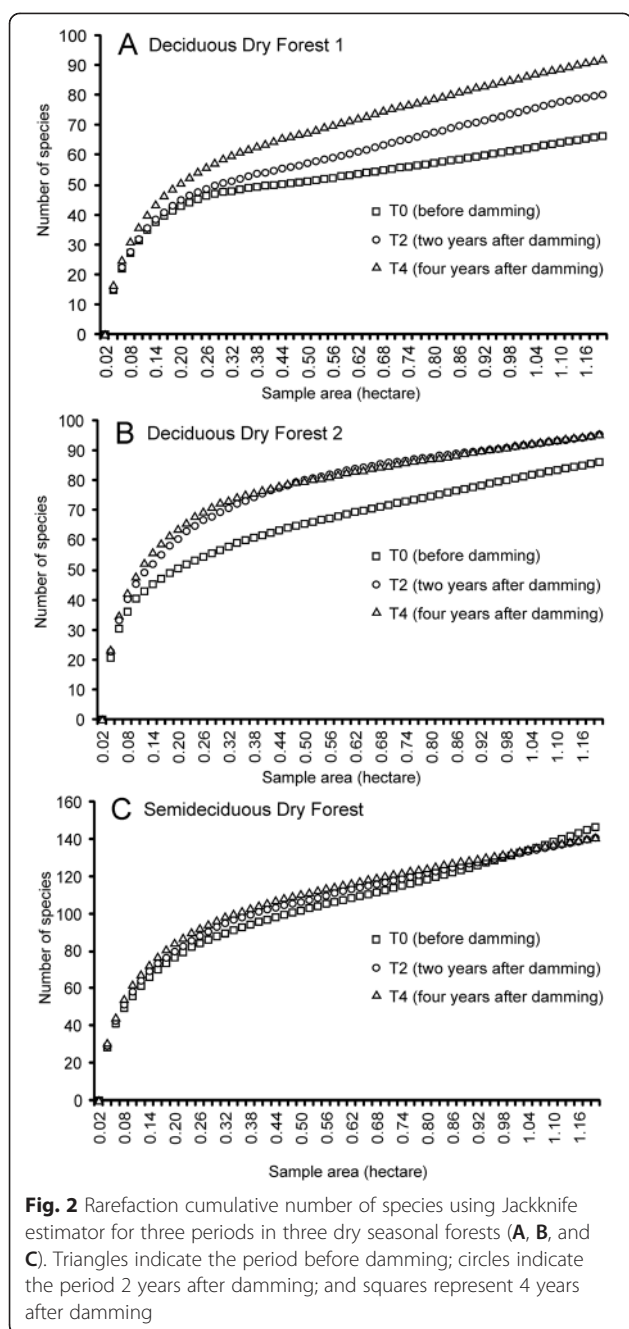 A Deciduous Dry Forest 1
Number of species
100
90
80
70
60
50
40
30
20
10
0
□ T0 (before damming)
○ T2 (two years after damming)
△ T4 (four years after damming)
0.02 0.08 0.14 0.20 0.26 0.32 0.38 0.44 0.50 0.56 0.62 0.68 0.74 0.80 0.86 0.92 0.98 1.04 1.10 1.16
Sample area (hectare)
B Deciduous Dry Forest 2
Number of species
100
90
80
70
60
50
40
30
20
10
0
□ T0 (before damming)
○ T2 (two years after damming)
△ T4 (four years after damming)
0.02 0.08 0.14 0.20 0.26 0.32 0.38 0.44 0.50 0.56 0.62 0.68 0.74 0.80 0.86 0.92 0.98 1.04 1.10 1.16
Sample area (hectare)
C Semideciduous Dry Forest
Number of species
160
140
120
100
80
60
40
20
0
□ T0 (before damming)
○ T2 (two years after damming)
△ T4 (four years after damming)
0.02 0.08 0.14 0.20 0.26 0.32 0.38 0.44 0.50 0.56 0.62 0.68 0.74 0.80 0.86 0.92 0.98 1.04 1.10 1.16
Sample area (hectare)
Fig. 2 Rarefaction cumulative number of species using Jackknife
estimator for three periods in three dry seasonal forests (A, B, and
C). Triangles indicate the period before damming; circles indicate
the period 2 years after damming; and squares represent 4 years
after damming